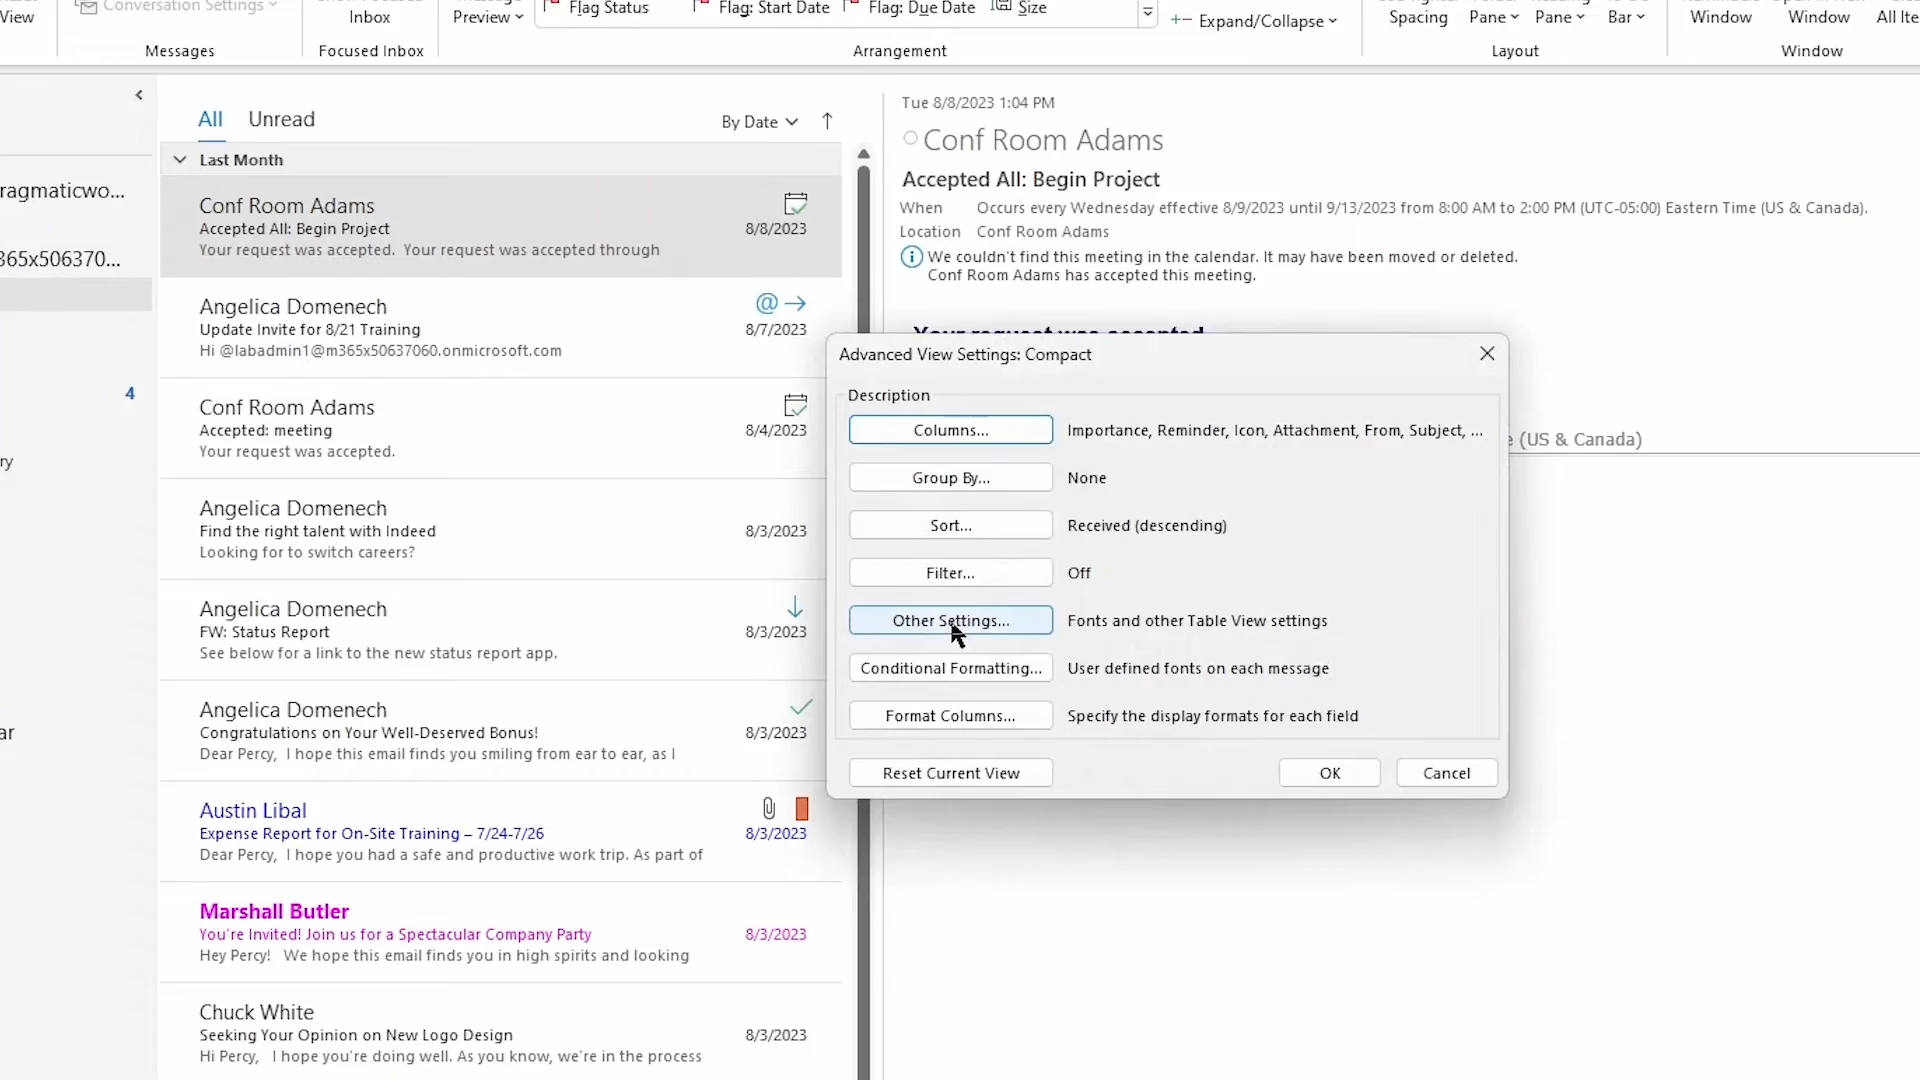 View
Conversation Settings
Messages
Inbox
Focused Inbox
Message
Preview
Flag Status
Flag: Start Date
Flag: Due Date
Size
Expand/Collapse
Arrangement
Spacing
Pane
Pane
Bar
Layout
Window
Window
All Ite
Window
ragmaticwo...
365x506370...
4
ry
ar
All
Unread
By Date
Last Month
Conf Room Adams
Accepted All: Begin Project
8/8/2023
Your request was accepted. Your request was accepted through
Angelica Domenech
@
Update Invite for 8/21 Training
8/7/2023
Hi @labadmin1@m365x50637060.onmicrosoft.com
Conf Room Adams
Accepted: meeting
8/4/2023
Your request was accepted.
Angelica Domenech
Find the right talent with Indeed
8/3/2023
Looking for to switch careers?
Angelica Domenech
FW: Status Report
8/3/2023
See below for a link to the new status report app.
Angelica Domenech
Congratulations on Your Well-Deserved Bonus!
8/3/2023
Dear Percy, I hope this email finds you smiling from ear to ear, as I
Austin Libal
Expense Report for On-Site Training – 7/24-7/26
8/3/2023
Dear Percy, I hope you had a safe and productive work trip. As part of
Marshall Butler
You're Invited! Join us for a Spectacular Company Party
8/3/2023
Hey Percy! We hope this email finds you in high spirits and looking
Chuck White
Seeking Your Opinion on New Logo Design
8/3/2023
Hi Percy, I hope you're doing well. As you know, we're in the process
Tue 8/8/2023 1:04 PM
Conf Room Adams
Accepted All: Begin Project
When Occurs every Wednesday effective 8/9/2023 until 9/13/2023 from 8:00 AM to 2:00 PM (UTC-05:00) Eastern Time (US & Canada).
Location Conf Room Adams
We couldn't find this meeting in the calendar. It may have been moved or deleted.
Conf Room Adams has accepted this meeting.
Your request was accepted
e (US & Canada)
Advanced View Settings: Compact
Description
Columns... Importance, Reminder, Icon, Attachment, From, Subject, ...
Group By... None
Sort... Received (descending)
Filter... Off
Other Settings... Fonts and other Table View settings
Conditional Formatting... User defined fonts on each message
Format Columns... Specify the display formats for each field
Reset Current View
OK
Cancel